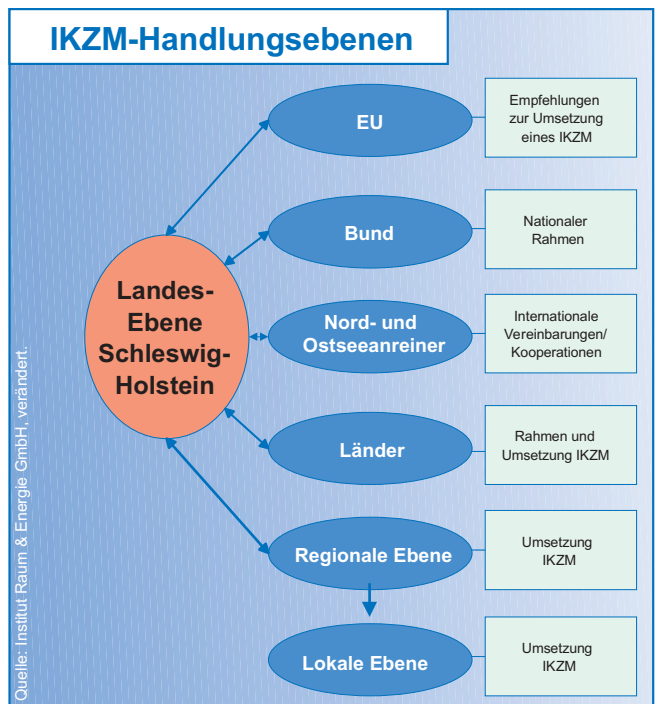 IKZM-Handlungsebenen
EU
Empfehlungen
zur Umsetzung
eines IKZM
Bund
Nationaler
Rahmen
Landes-
Ebene
Schleswig-
Holstein
Nord- und
Ostseeanreiner
Internationale
Vereinbarungen/
Kooperationen
Länder
Rahmen und
Umsetzung IKZM
Regionale Ebene
Umsetzung
IKZM
Lokale Ebene
Umsetzung
IKZM
Quelle: Institut Raum & Energie GmbH, verändert.